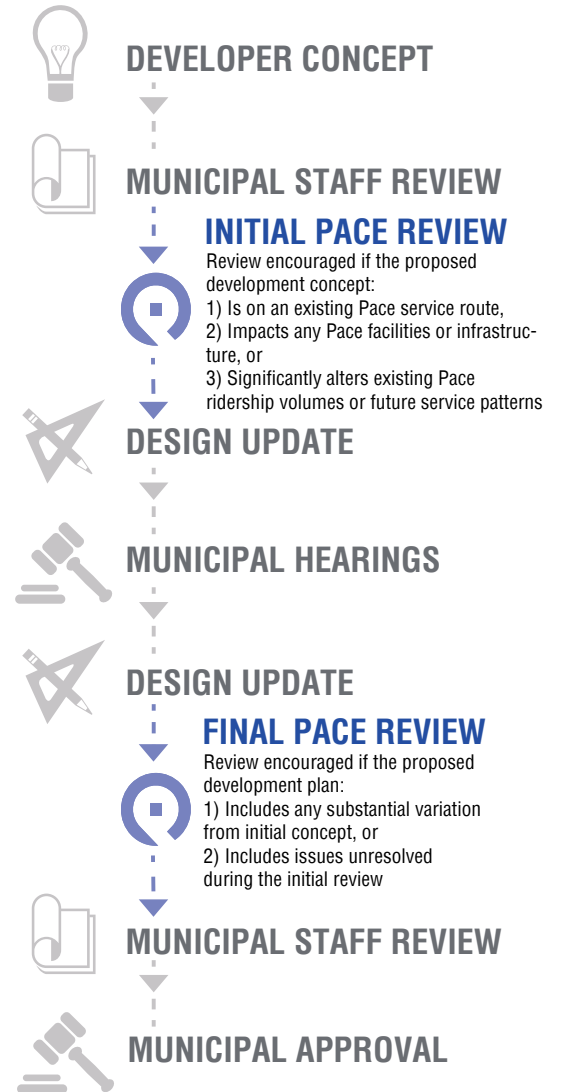 DEVELOPER CONCEPT
MUNICIPAL STAFF REVIEW
INITIAL PACE REVIEW
Review encouraged if the proposed
development concept:
1) Is on an existing Pace service route,
2) Impacts any Pace facilities or infrastruc-
ture, or
3) Significantly alters existing Pace
ridership volumes or future service patterns
DESIGN UPDATE
MUNICIPAL HEARINGS
DESIGN UPDATE
FINAL PACE REVIEW
Review encouraged if the proposed
development plan:
1) Includes any substantial variation
from initial concept, or
2) Includes issues unresolved
during the initial review
MUNICIPAL STAFF REVIEW
MUNICIPAL APPROVAL